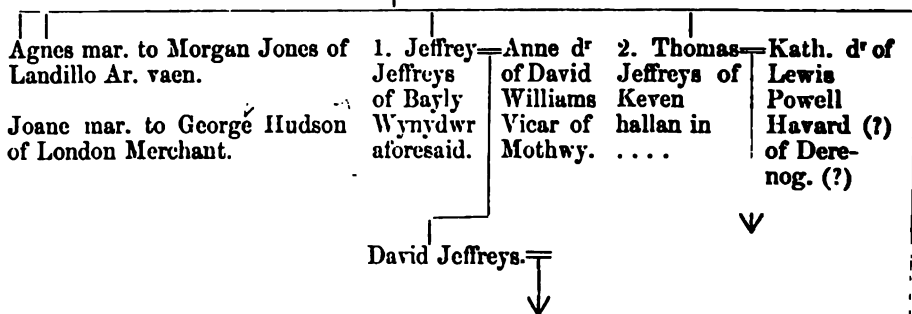 Agnes mar. to Morgan Jones of
Landillo Ar. vaen.
Joane mar. to George Hudson
of London Merchant.
1. Jeffrey
Jeffreys
of Bayly
Wynydwr
aforesaid.
Anne dr
of David
Williams
Vicar of
Mothwy.
2. Thomas
Jeffreys of
Keven
hallan in
. . . .
Kath. dr of
Lewis
Powell
Havard (?)
of Dere-
nog. (?)
David Jeffreys.